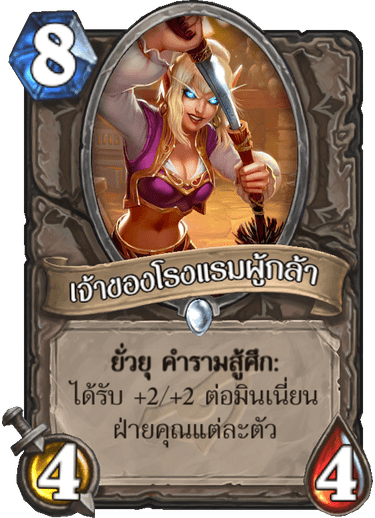 8
เจ้าของโรงแรมผู้กล้า
ยั่วยุ คำรามสู้ศึก:
ได้รับ +2/+2 ต่อมินเนี่ยน
ฝ่ายคุณแต่ละตัว
4 4